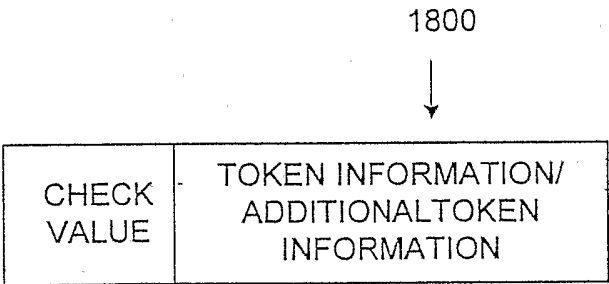 1800
CHECK
VALUE
TOKEN INFORMATION/
ADDITIONALTOKEN
INFORMATION